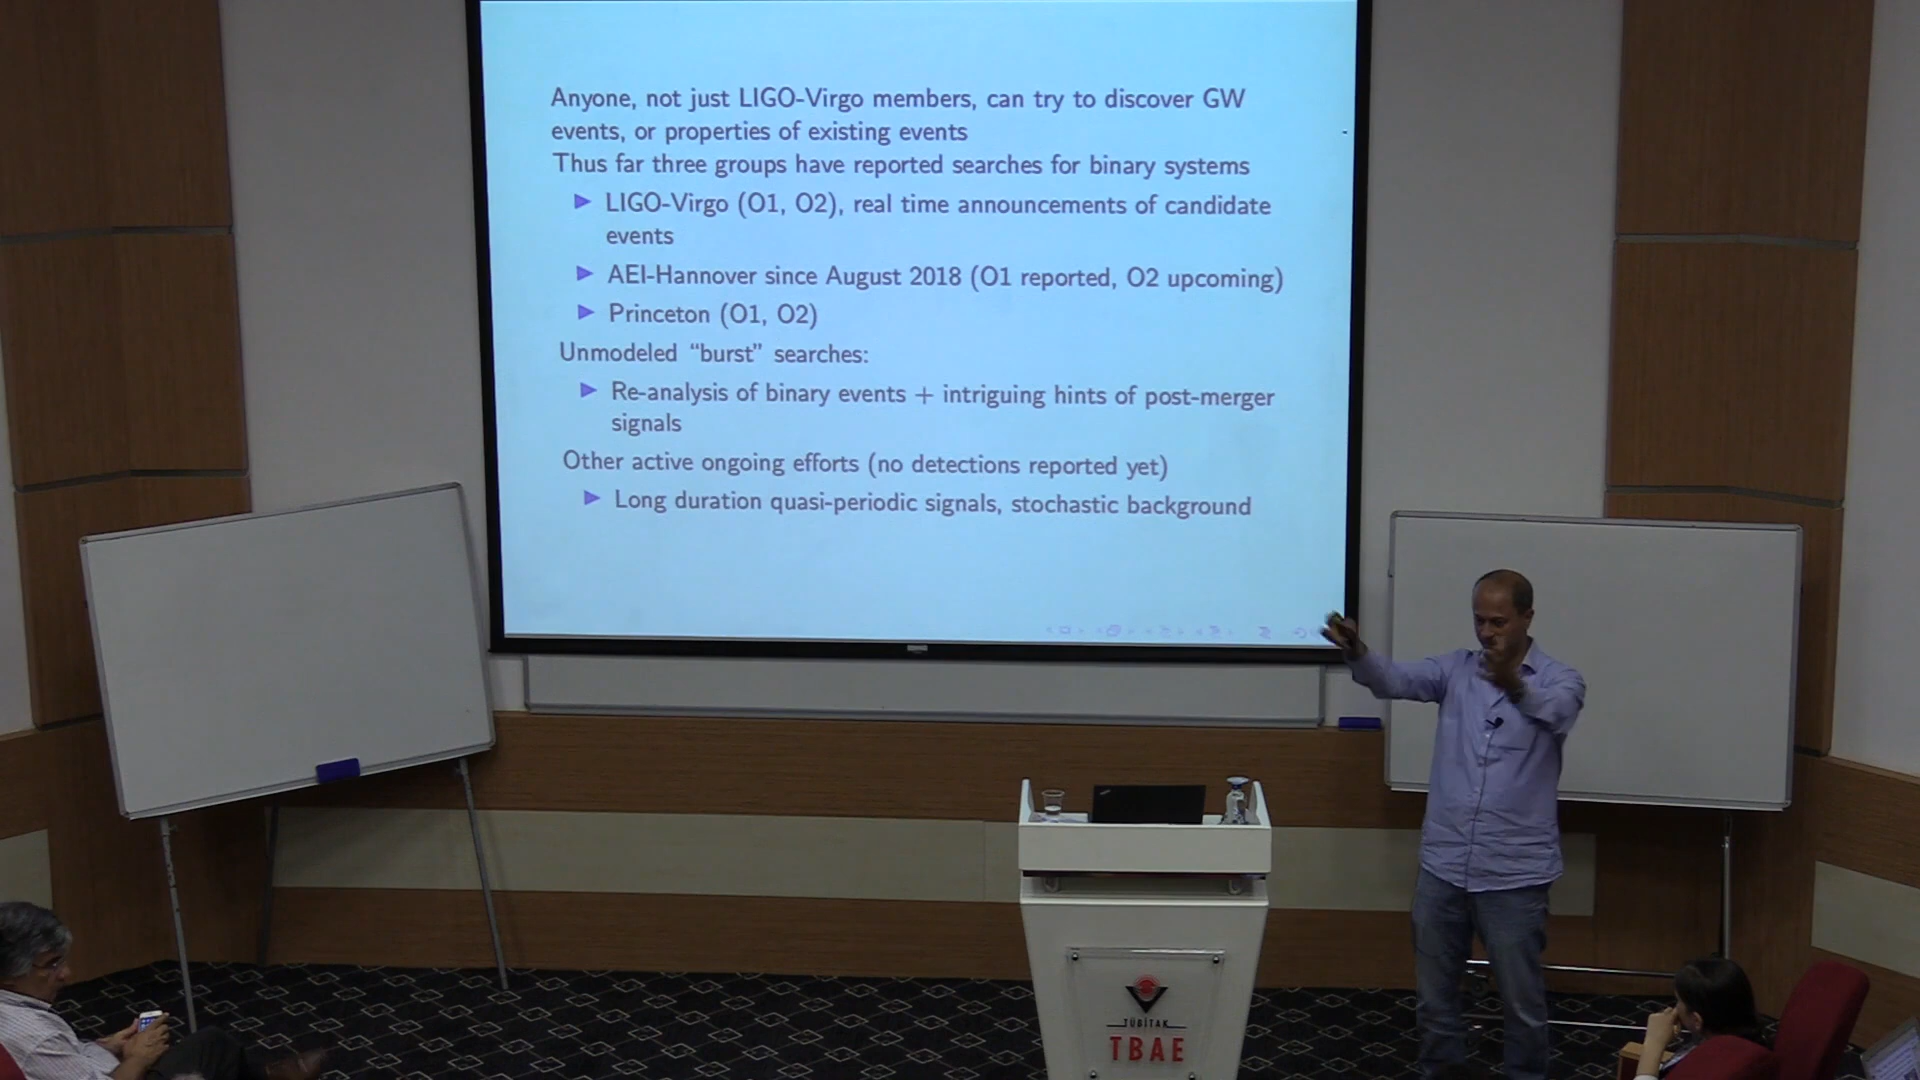 Anyone, not just LIGO-Virgo members, can try to discover GW
events, or properties of existing events
Thus far three groups have reported searches for binary systems
LIGO-Virgo (O1, O2), real time announcements of candidate
events
AEI-Hannover since August 2018 (O1 reported, O2 upcoming)
Princeton (O1, O2)
Unmodeled “burst” searches:
Re-analysis of binary events + intriguing hints of post-merger
signals
Other active ongoing efforts (no detections reported yet)
Long duration quasi-periodic signals, stochastic background
TÜBİTAK
TBAE